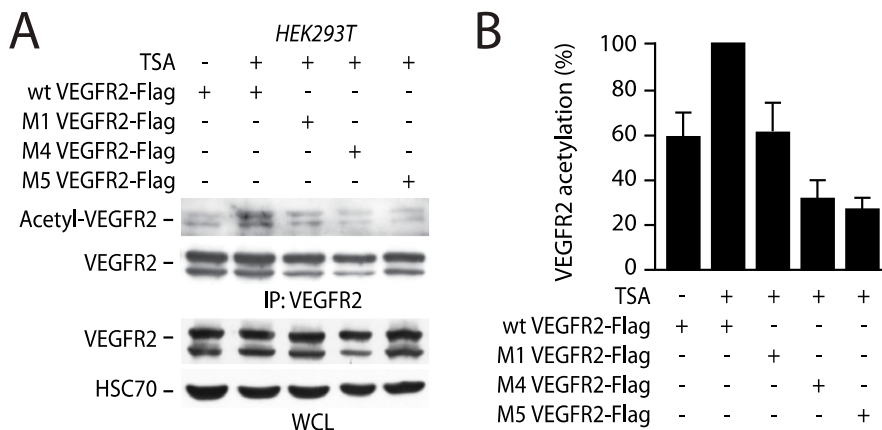 A
HEK293T
TSA - + + + +
wt VEGFR2-Flag + + - - -
M1 VEGFR2-Flag - - + - -
M4 VEGFR2-Flag - - - + -
M5 VEGFR2-Flag - - - - +
Acetyl-VEGFR2 –
VEGFR2
IP: VEGFR2
VEGFR2
HSC70 –
WCL
B
VEGFR2 acetylation (%)
100
80
60
40
20
0
TSA - + + + +
wt VEGFR2-Flag + + - - -
M1 VEGFR2-Flag - - + - -
M4 VEGFR2-Flag - - - + -
M5 VEGFR2-Flag - - - - +